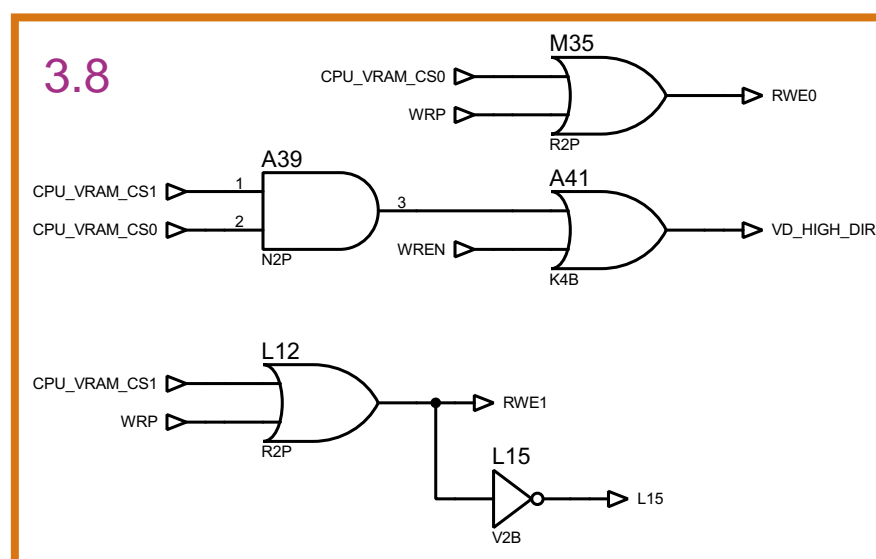 3.8
M35
CPU_VRAM_CS0
WRP
RWE0
R2P
A39
CPU_VRAM_CS1
1
CPU_VRAM_CS0
2
3
N2P
A41
WREN
VD_HIGH_DIR
K4B
L12
CPU_VRAM_CS1
WRP
RWE1
R2P
L15
L15
V2B